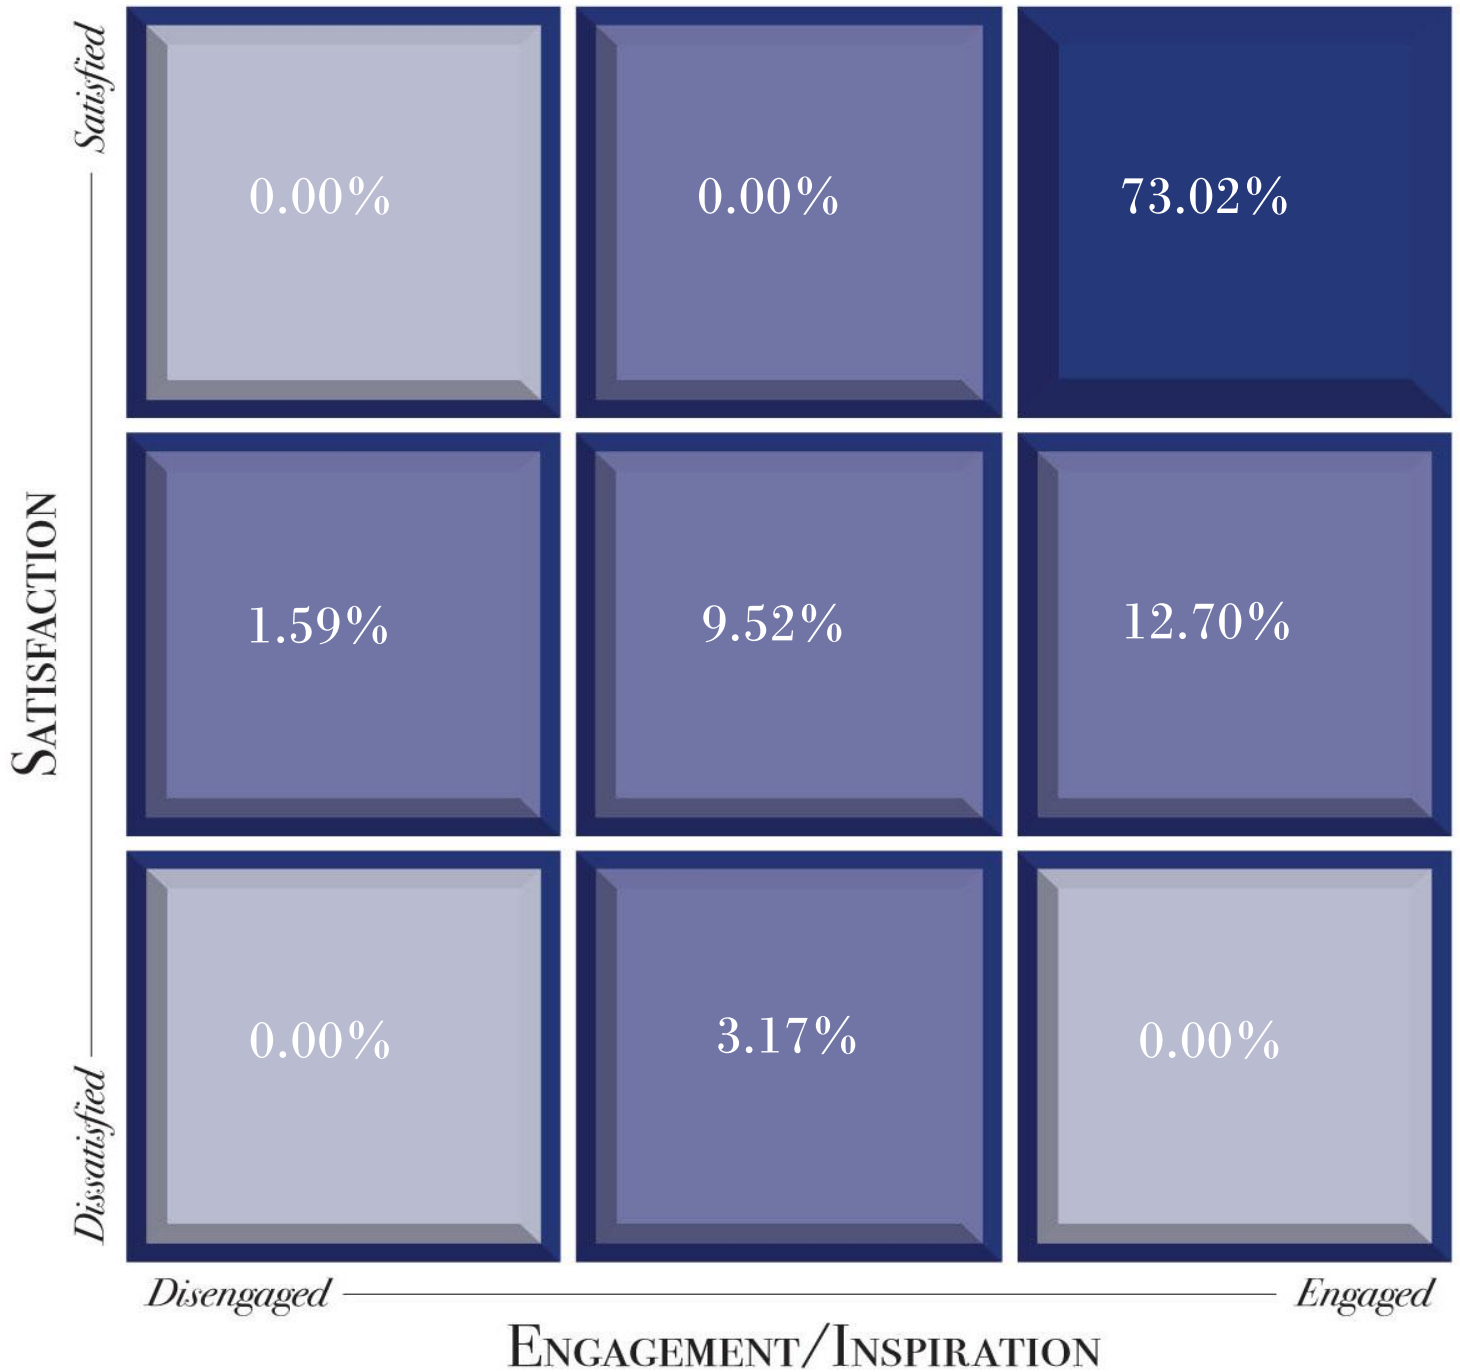 Satisfied
0.00%
0.00%
73.02%
SATISFACTION
1.59%
9.52%
12.70%
0.00%
3.17%
0.00%
Dissatisfied
Disengaged
Engaged
ENGAGEMENT/INSPIRATION